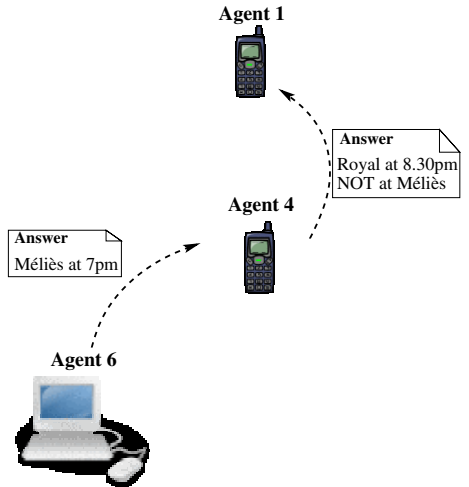 Agent 1
Answer
Royal at 8.30pm
NOT at Méliès
Agent 4
Answer
Méliès at 7pm
Agent 6